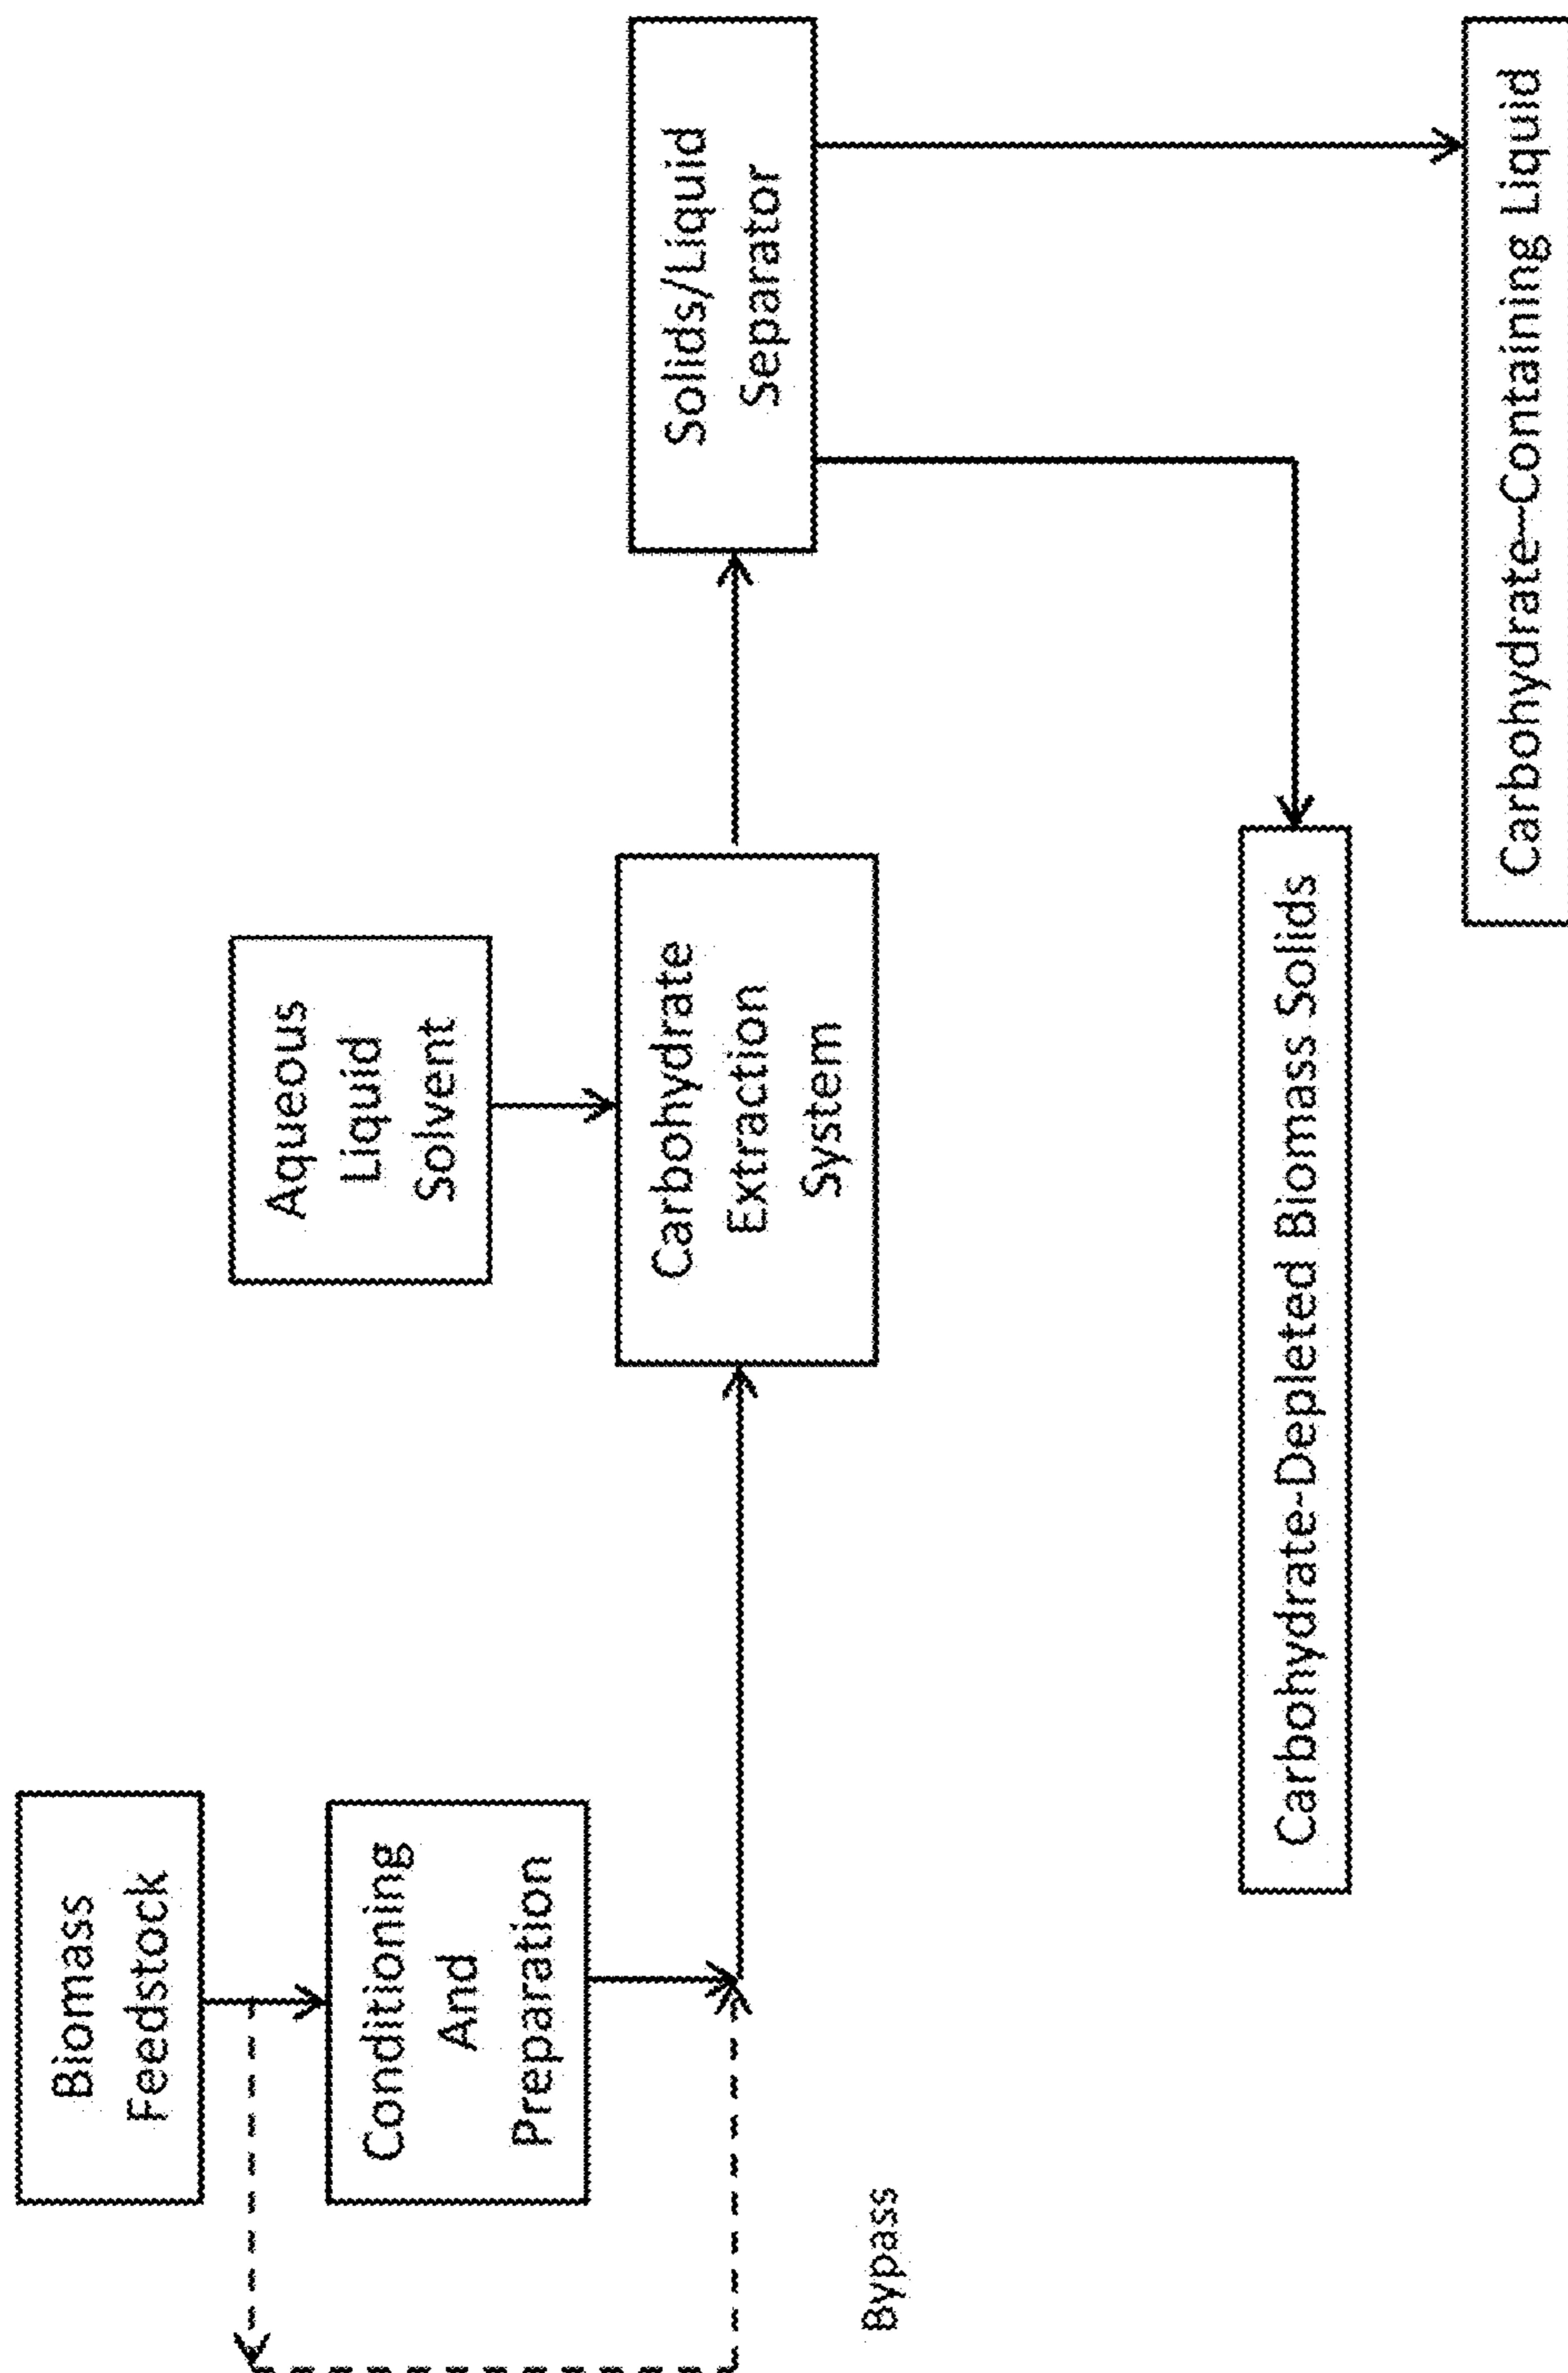 Biomass
Feedstock
Conditioning
And
Preparation
Bypass
Aqueous
Liquid
Solvent
Carbohydrate
Extraction
System
Solids/Liquid
Separator
Carbohydrate-Depleted Biomass Solids
Carbohydrate-Containing Liquid